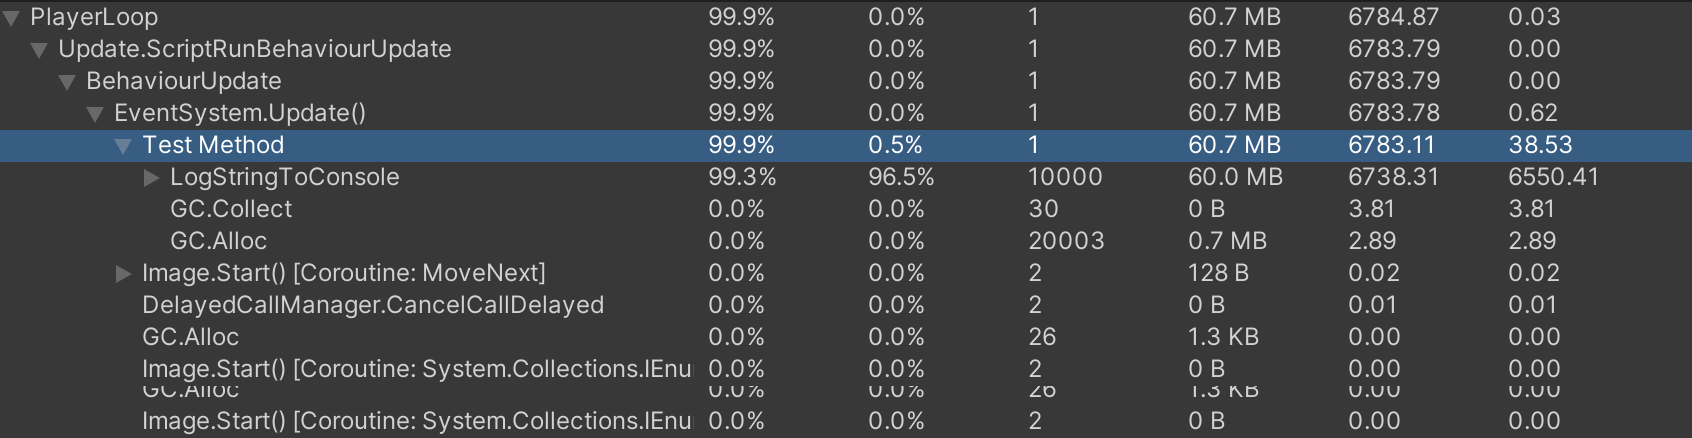 PlayerLoop 99.9% 0.0% 1 60.7 MB 6784.87 0.03
Update.ScriptRunBehaviourUpdate 99.9% 0.0% 1 60.7 MB 6783.79 0.00
BehaviourUpdate 99.9% 0.0% 1 60.7 MB 6783.79 0.00
EventSystem.Update() 99.9% 0.0% 1 60.7 MB 6783.78 0.62
Test Method 99.9% 0.5% 1 60.7 MB 6783.11 38.53
LogStringToConsole 99.3% 96.5% 10000 60.0 MB 6738.31 6550.41
GC.Collect 0.0% 0.0% 30 0 B 3.81 3.81
GC.Alloc 0.0% 0.0% 20003 0.7 MB 2.89 2.89
Image.Start() [Coroutine: MoveNext] 0.0% 0.0% 2 128 B 0.02 0.02
DelayedCallManager.CancelCallDelayed 0.0% 0.0% 2 0 B 0.01 0.01
GC.Alloc 0.0% 0.0% 26 1.3 KB 0.00 0.00
Image.Start() [Coroutine: System.Collections.IEnu 0.0% 0.0% 2 0 B 0.00 0.00
GC.Alloc 0.0% 0.0% 26 1.3 KB 0.00 0.00
Image.Start() [Coroutine: System.Collections.IEnu 0.0% 0.0% 2 0 B 0.00 0.00